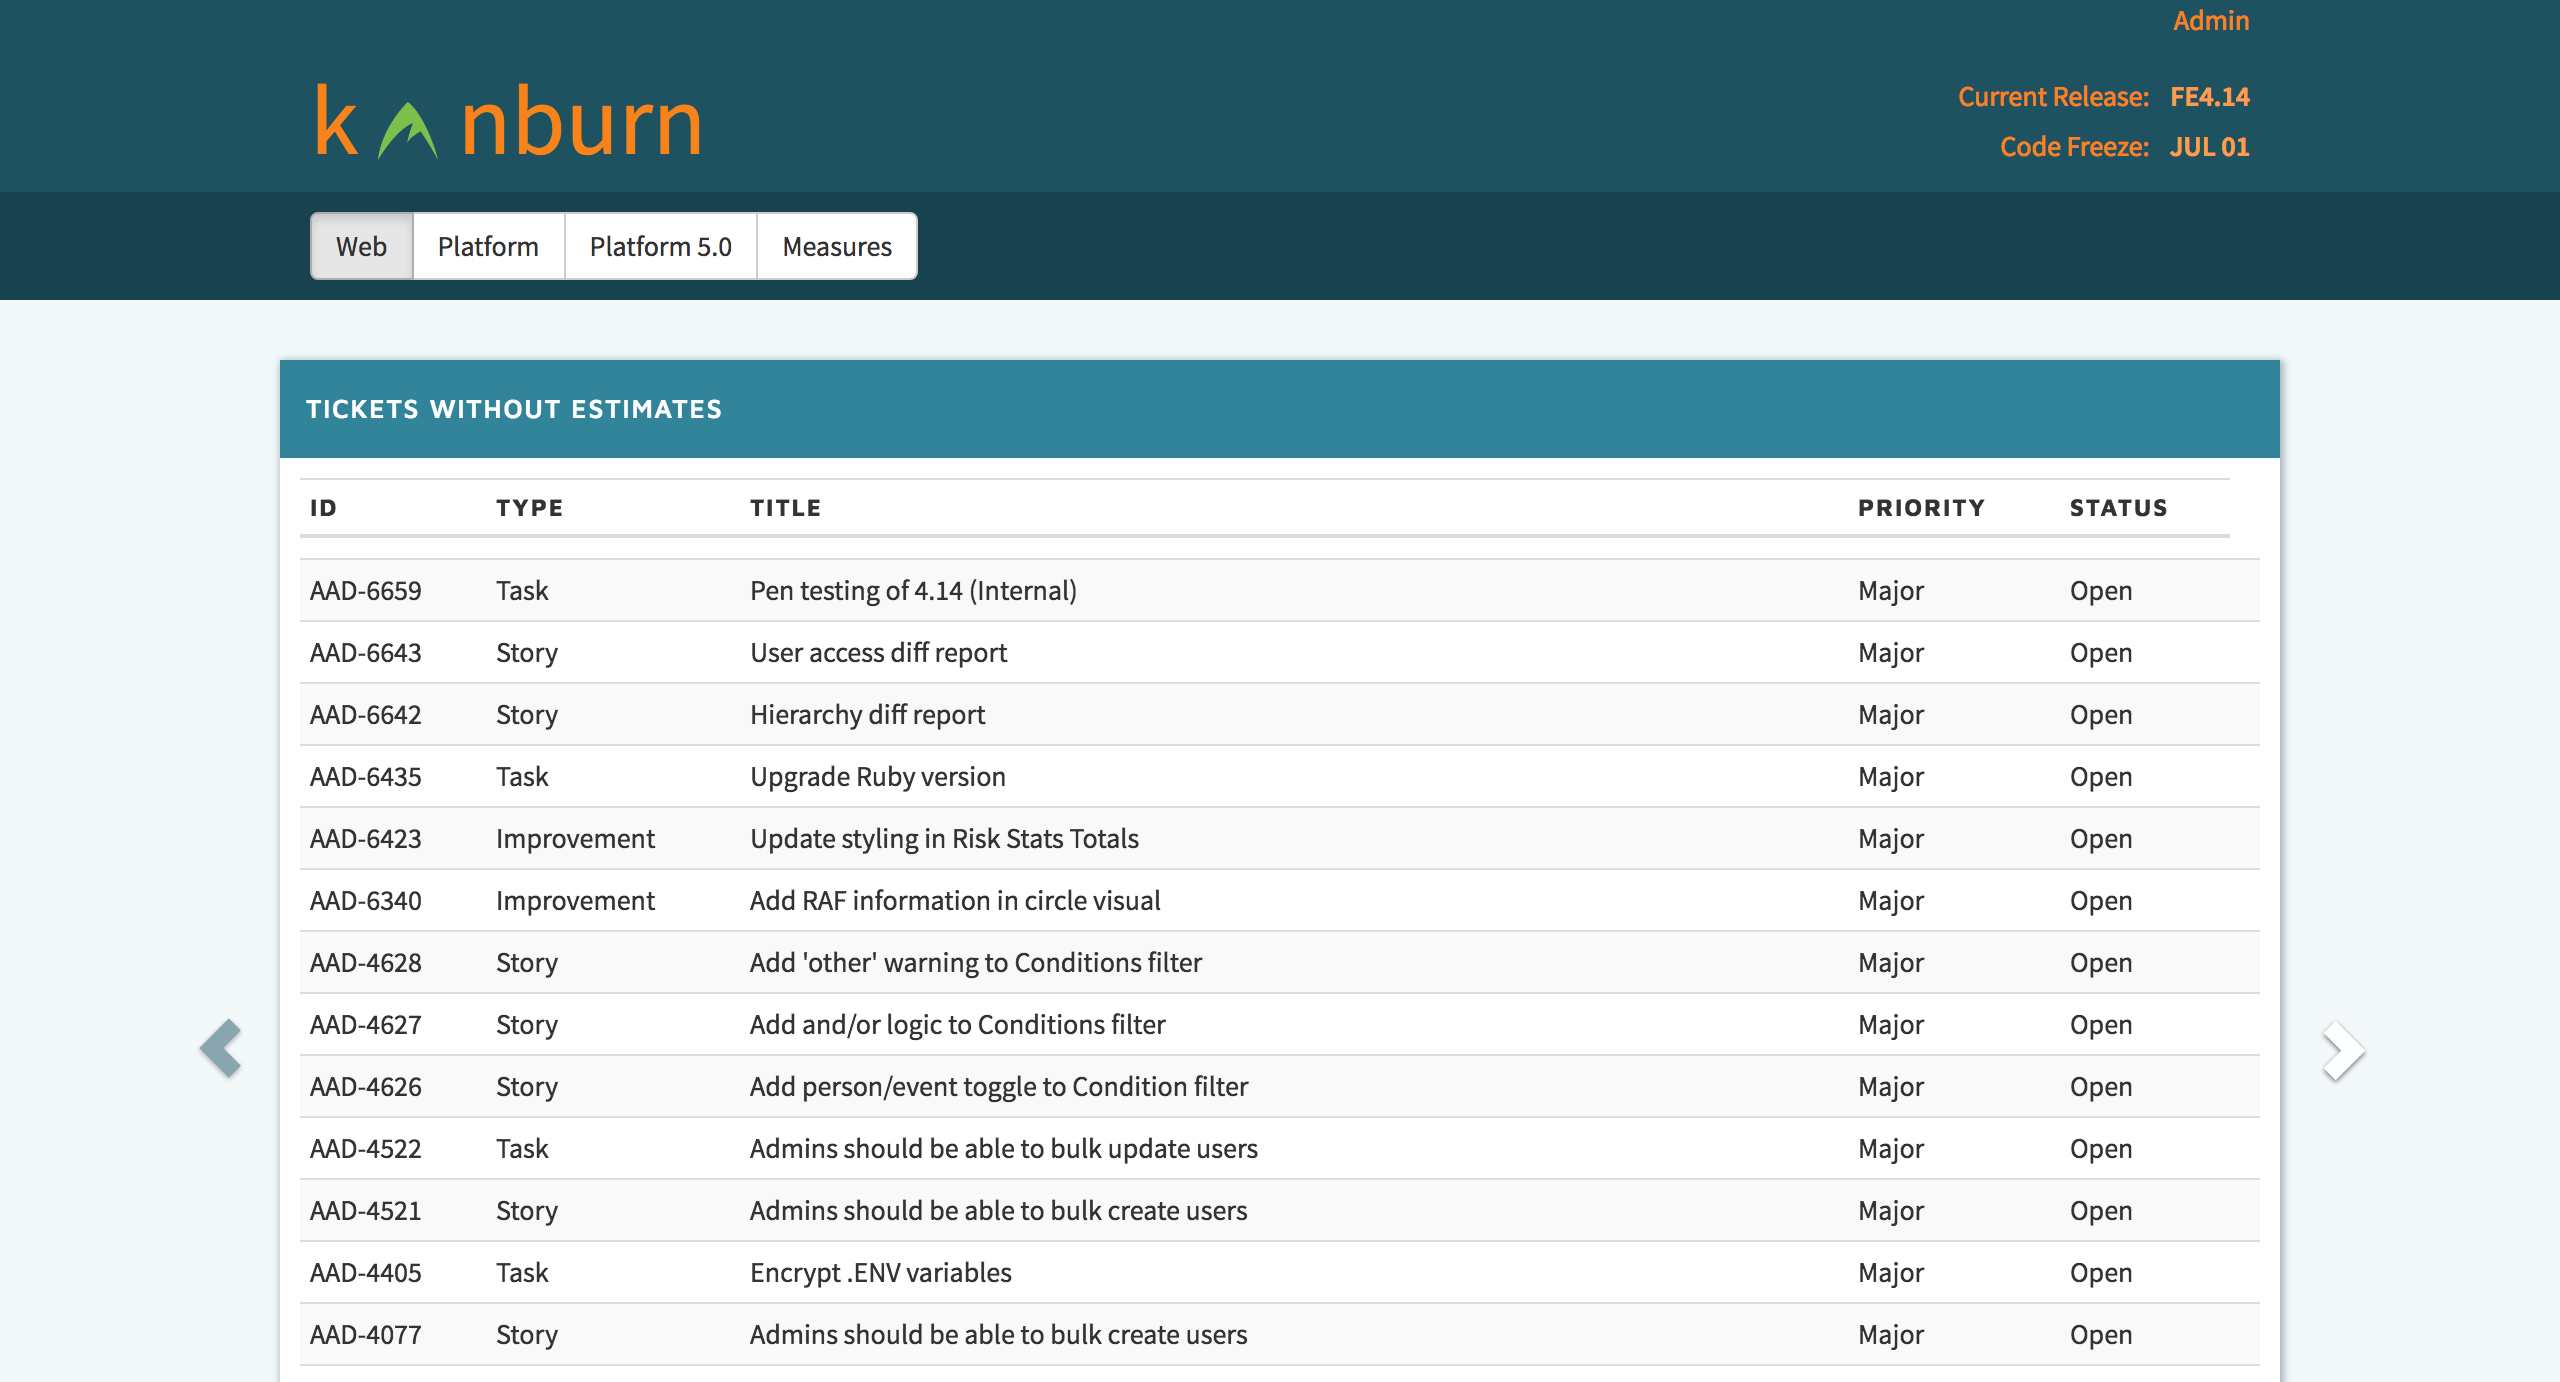 Admin
kanburn
Current Release: FE4.14
Code Freeze: JUL 01
Web Platform Platform 5.0 Measures
TICKETS WITHOUT ESTIMATES
ID TYPE TITLE PRIORITY STATUS
AAD-6659 Task Pen testing of 4.14 (Internal) Major Open
AAD-6643 Story User access diff report Major Open
AAD-6642 Story Hierarchy diff report Major Open
AAD-6435 Task Upgrade Ruby version Major Open
AAD-6423 Improvement Update styling in Risk Stats Totals Major Open
AAD-6340 Improvement Add RAF information in circle visual Major Open
AAD-4628 Story Add 'other' warning to Conditions filter Major Open
AAD-4627 Story Add and/or logic to Conditions filter Major Open
AAD-4626 Story Add person/event toggle to Condition filter Major Open
AAD-4522 Task Admins should be able to bulk update users Major Open
AAD-4521 Story Admins should be able to bulk create users Major Open
AAD-4405 Task Encrypt .ENV variables Major Open
AAD-4077 Story Admins should be able to bulk create users Major Open